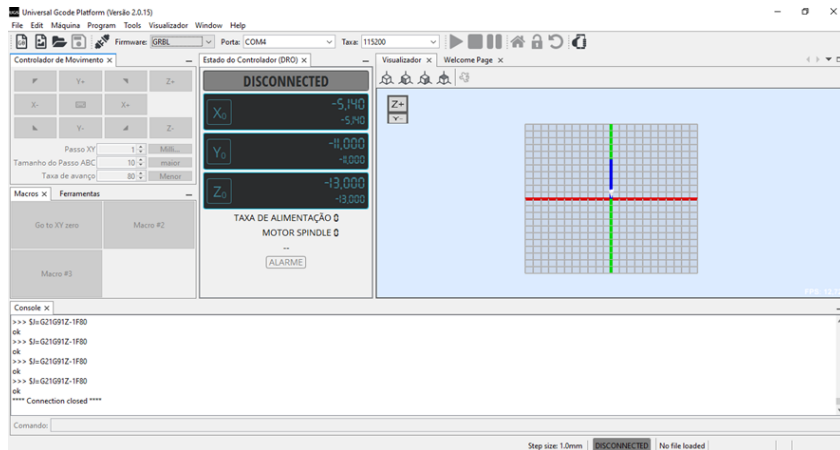 Universal Gcode Platform (Versão 2.0.15)
File Edit Máquina Program Tools Visualizador Window Help
Firmware: GRBL Porta: COM4 Taxa: 115200
Controlador de Movimento × Estado do Controlador (DRO) × Visualizador × Welcome Page ×
Y+ Z+
X- X+
Y- Z-
Passo XY 1 Milli...
Tamanho do Passo ABC 10 maior
Taxa de avanço 80 Menor
Macros × Ferramentas
Go to XY zero Macro #2
Macro #3
DISCONNECTED
X0 -5,140
-5,140
Y0 -11,000
-11,000
Z0 -13,000
-13,000
TAXA DE ALIMENTAÇÃO 0
MOTOR SPINDLE 0
--
ALARME
Z+
Y-
Console ×
>>> $J=G21G91Z-1F80
ok
>>> $J=G21G91Z-1F80
ok
>>> $J=G21G91Z-1F80
ok
>>> $J=G21G91Z-1F80
ok
**** Connection closed ****
Comando:
Step size: 1.0mm DISCONNECTED No file loaded